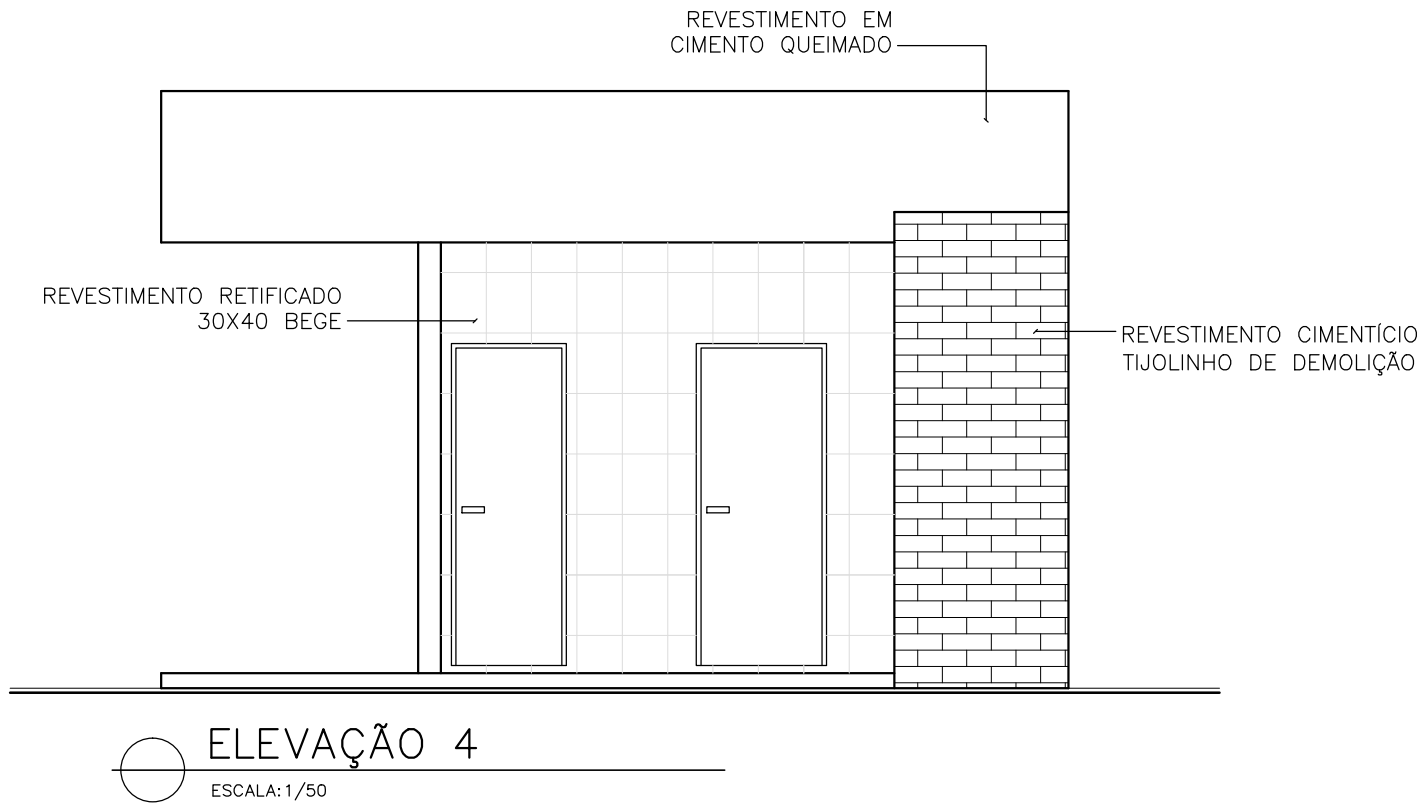 REVESTIMENTO EM
CIMENTO QUEIMADO
REVESTIMENTO RETIFICADO
30X40 BEGE
REVESTIMENTO CIMENTÍCIO
TIJOLINHO DE DEMOLIÇÃO
ELEVAÇÃO 4
ESCALA:1/50